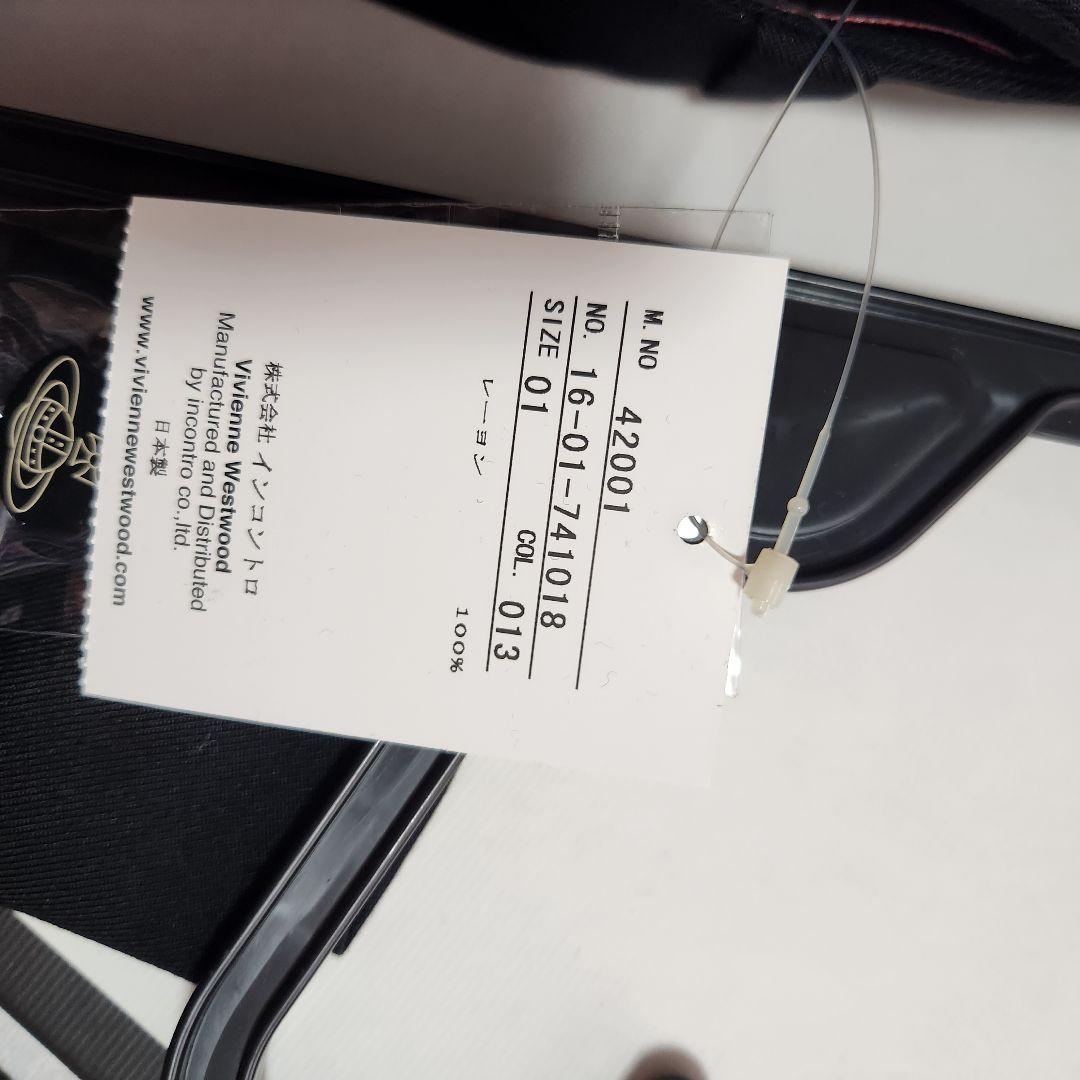 M.NO 42001
NO. 16-01-741018
SIZE 01 COL. 013
レーヨン 100%
株式会社 インコントロ
Vivienne Westwood
Manufactured and Distributed
by incontro co.,ltd.
日本製
www.viviennewestwood.com